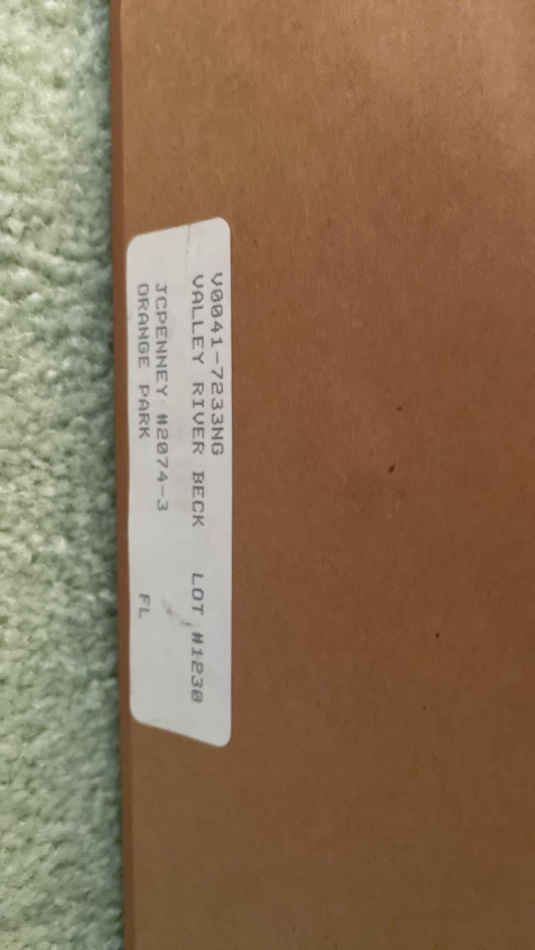 V0041-7233NG
VALLEY RIVER BECK LOT #1230
JCPENNEY #2074-3
ORANGE PARK FL